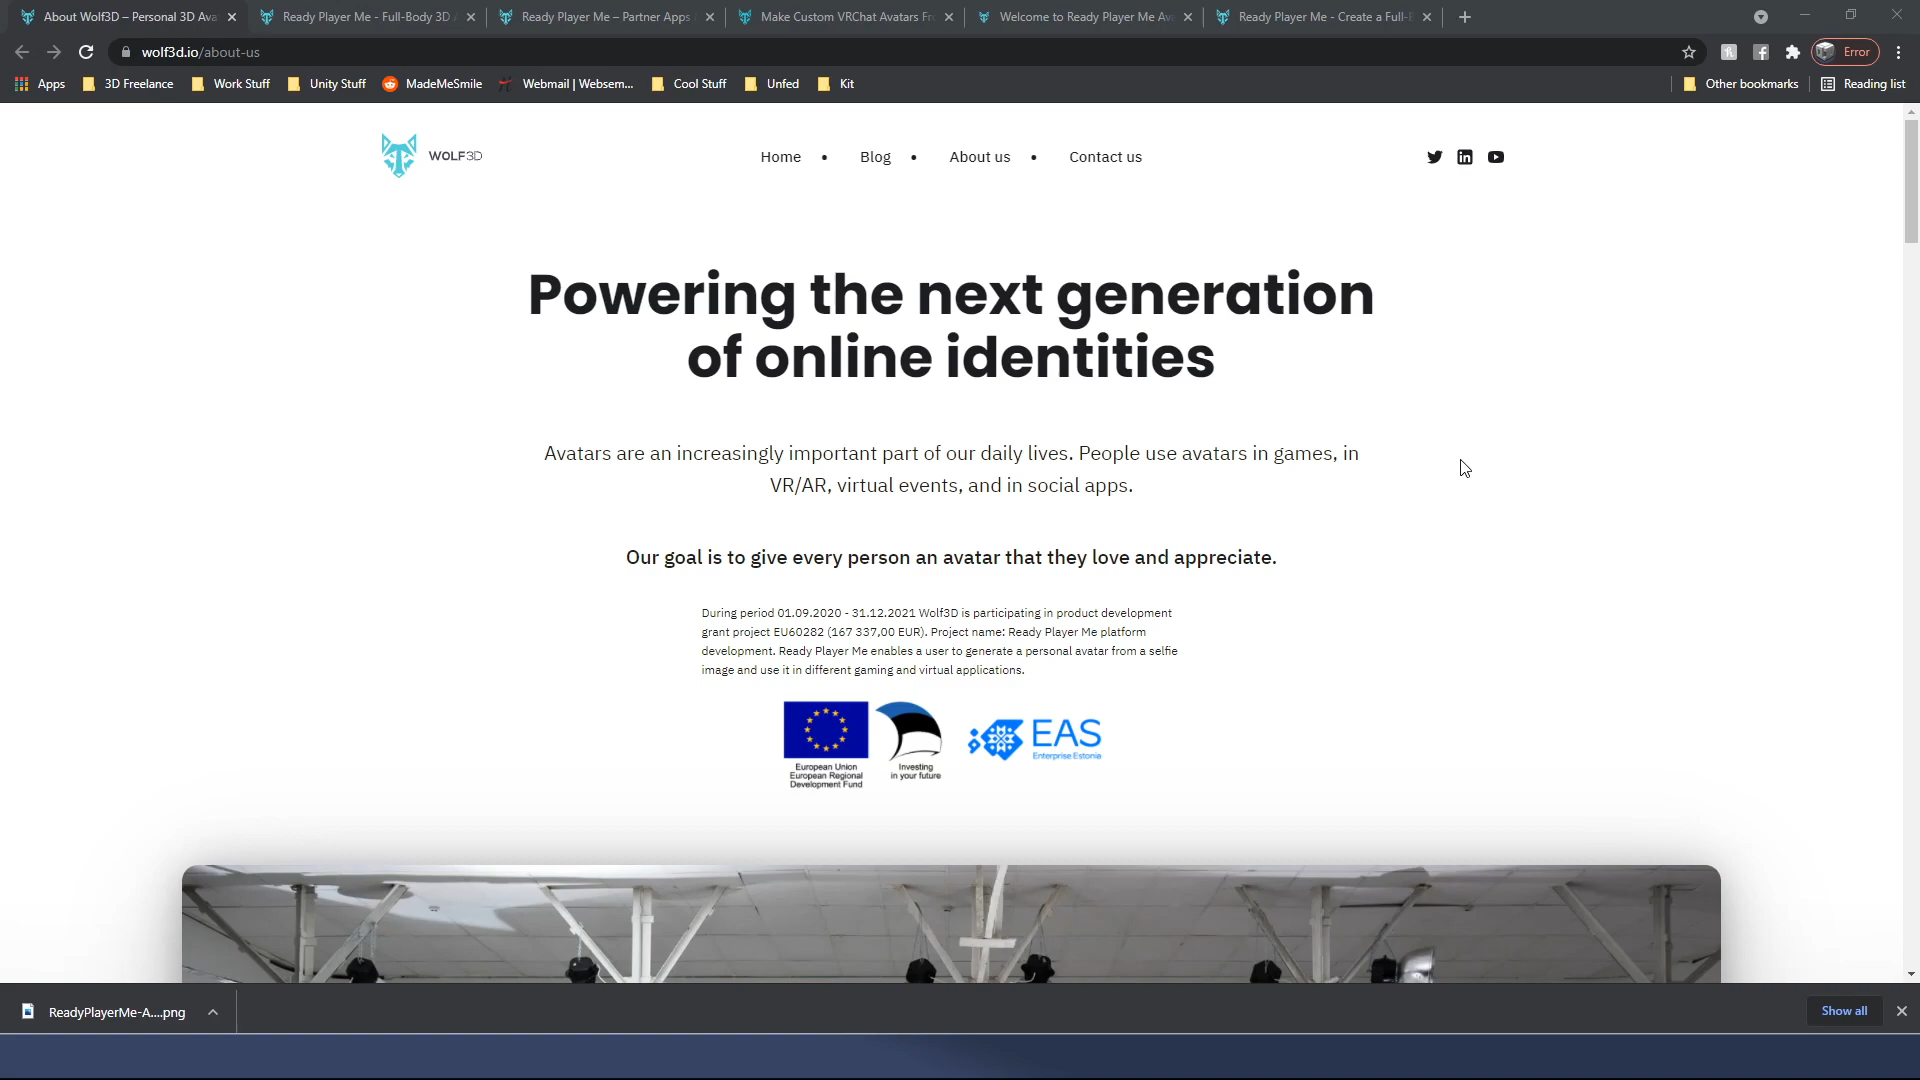 About Wolf3D – Personal 3D Ava
Ready Player Me - Full-Body 3D
Ready Player Me – Partner Apps
Make Custom VRChat Avatars Fr
Welcome to Ready Player Me Av
Ready Player Me - Create a Full-
wolf3d.io/about-us
Error
Apps
3D Freelance
Work Stuff
Unity Stuff
MadeMeSmile
Webmail | Websem...
Cool Stuff
Unfed
Kit
Other bookmarks
Reading list
WOLF3D
Home • Blog • About us • Contact us
Powering the next generation
of online identities
Avatars are an increasingly important part of our daily lives. People use avatars in games, in
VR/AR, virtual events, and in social apps.
Our goal is to give every person an avatar that they love and appreciate.
During period 01.09.2020 - 31.12.2021 Wolf3D is participating in product development
grant project EU60282 (167 337,00 EUR). Project name: Ready Player Me platform
development. Ready Player Me enables a user to generate a personal avatar from a selfie
image and use it in different gaming and virtual applications.
European Union
European Regional
Development Fund
Investing
in your future
EAS
Enterprise Estonia
ReadyPlayerMe-A....png
Show all